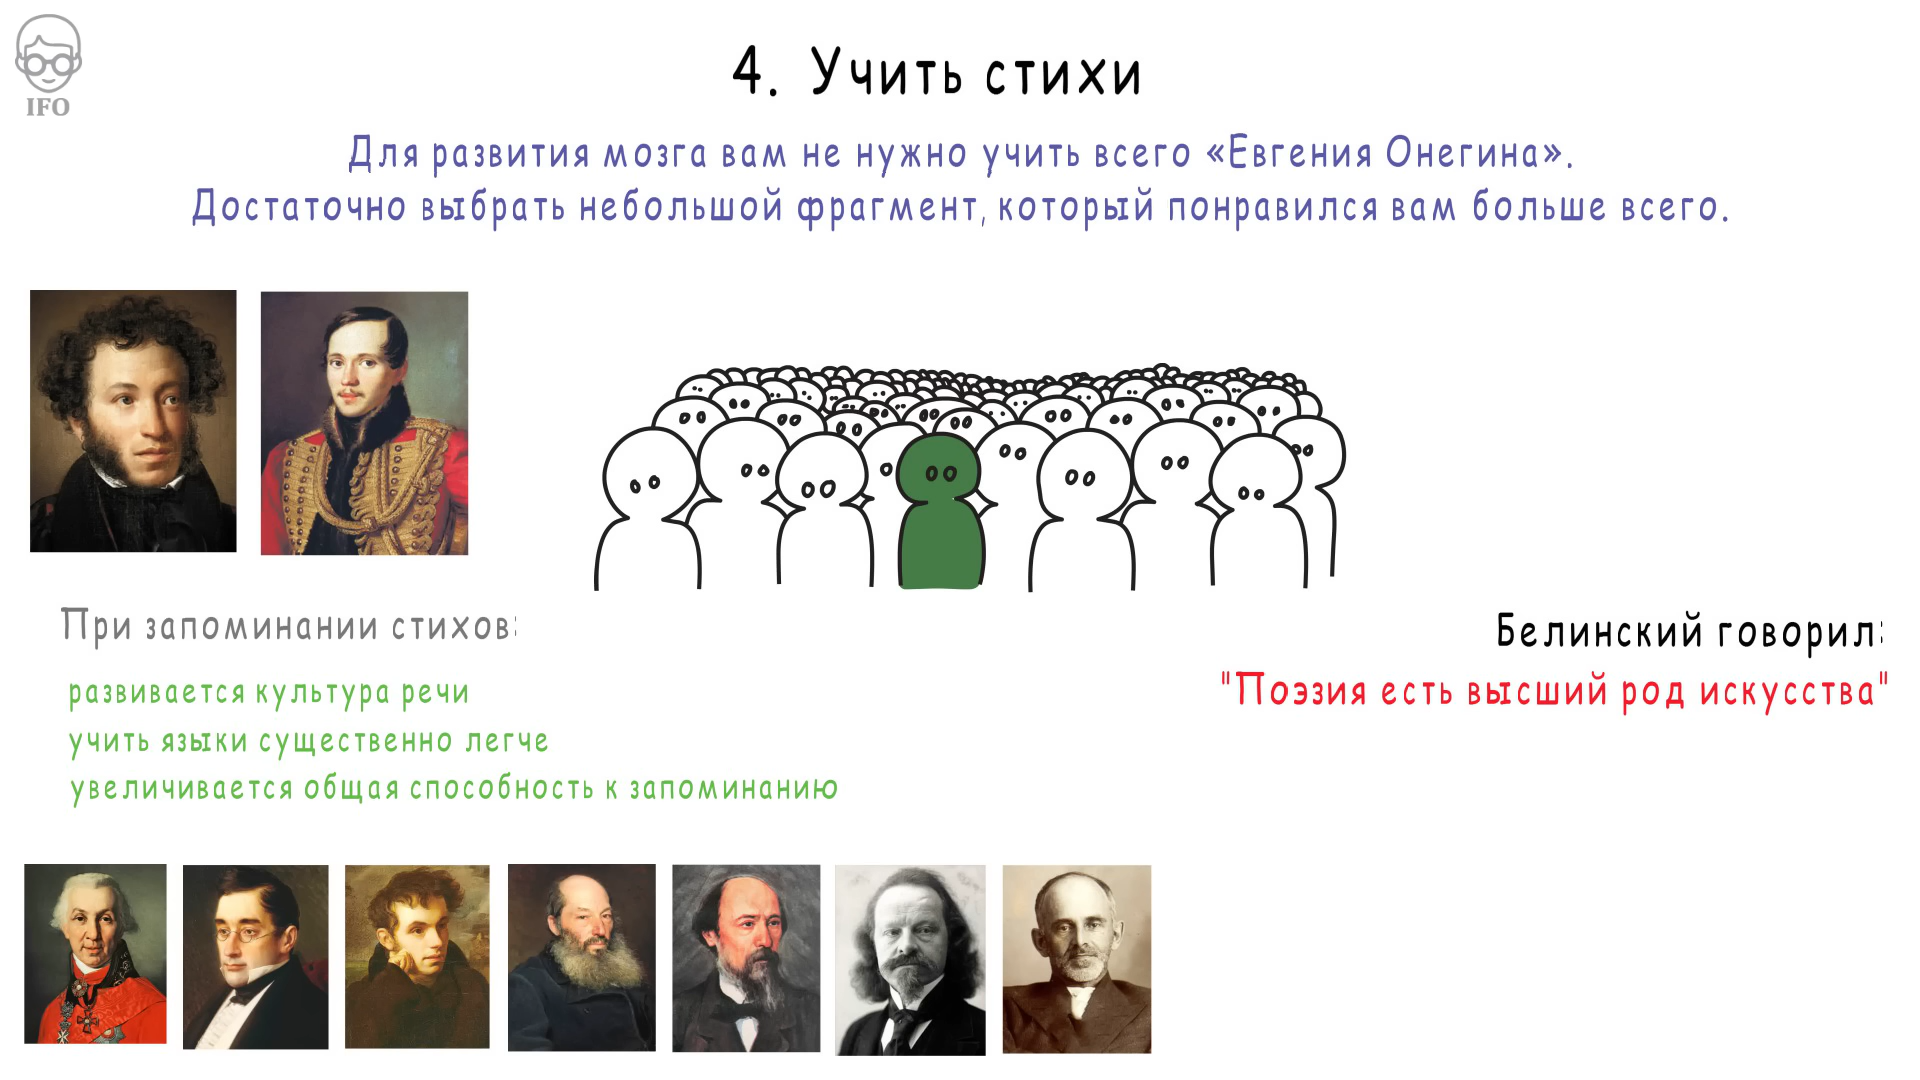 IFO
4. Учить стихи
Для развития мозга вам не нужно учить всего «Евгения Онегина».
Достаточно выбрать небольшой фрагмент, который понравился вам больше всего.
При запоминании стихов:
развивается культура речи
учить языки существенно легче
увеличивается общая способность к запоминанию
Белинский говорил:
"Поэзия есть высший род искусства"